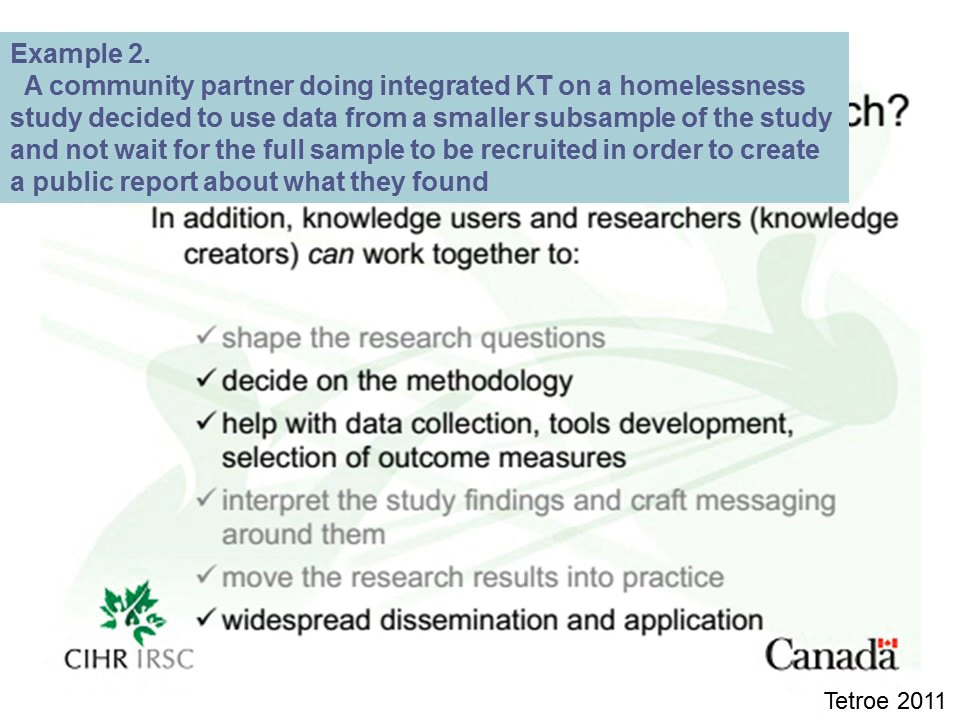 Example 2.
A community partner doing integrated KT on a homelessness
study decided to use data from a smaller subsample of the study
and not wait for the full sample to be recruited in order to create
a public report about what they found
ch?
In addition, knowledge users and researchers (knowledge
creators) can work together to:
✓ shape the research questions
✓ decide on the methodology
✓ help with data collection, tools development,
selection of outcome measures
✓ interpret the study findings and craft messaging
around them
✓ move the research results into practice
✓ widespread dissemination and application
CIHR IRSC
Canada
Tetroe 2011